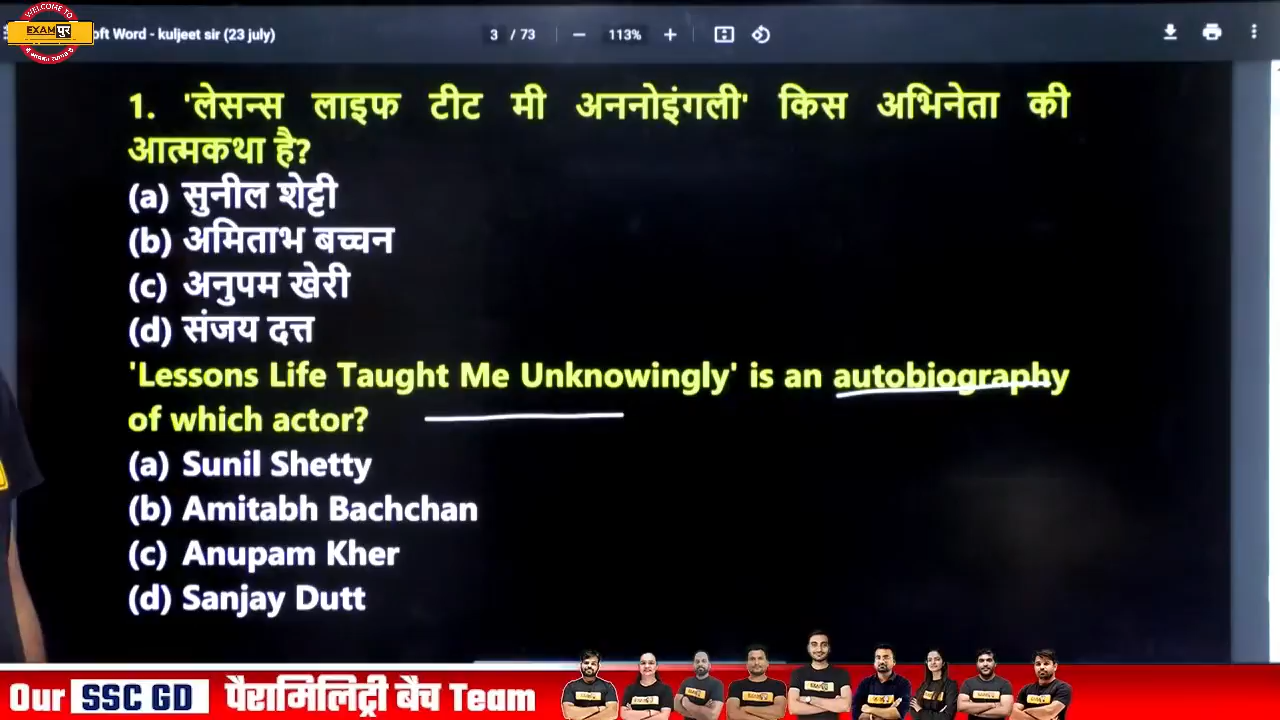 WELCOME TO
EXAMपुर
oft Word - kuljeet sir (23 july)
3 / 73
113%
1. 'लेसन्स लाइफ टीट मी अननोइंगली' किस अभिनेता की
आत्मकथा है?
(a) सुनील शेट्टी
(b) अमिताभ बच्चन
(c) अनुपम खेरी
(d) संजय दत्त
'Lessons Life Taught Me Unknowingly' is an autobiography
of which actor?
(a) Sunil Shetty
(b) Amitabh Bachchan
(c) Anupam Kher
(d) Sanjay Dutt
Our SSC GD पैरामिलिट्री बैच Team